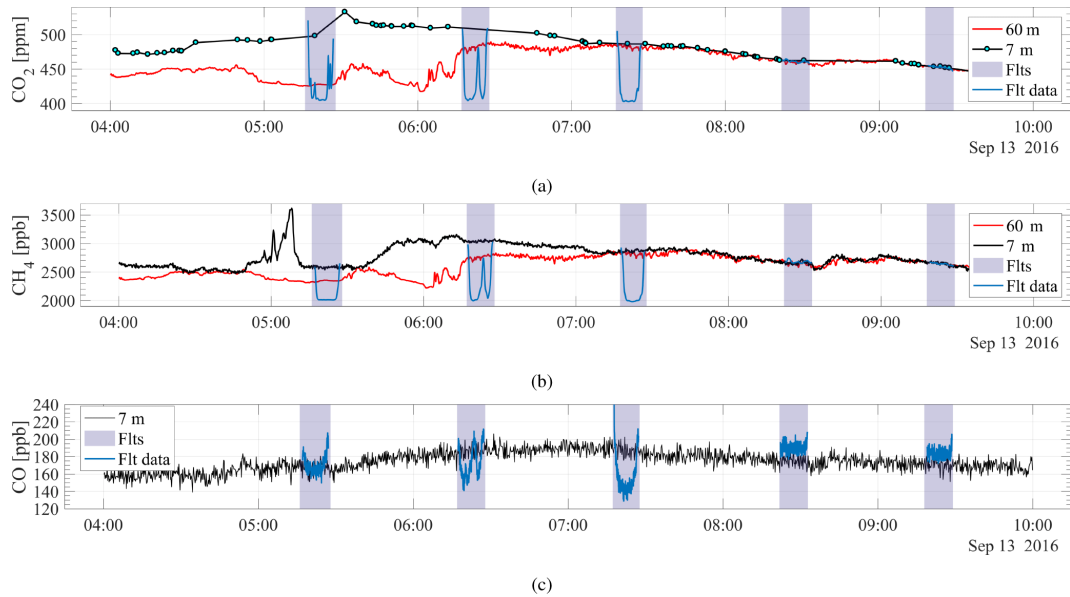 CO2 [ppm]
500
450
400
60 m
7 m
Flts
Flt data
04:00 05:00 06:00 07:00 08:00 09:00 10:00
Sep 13 2016
(a)
CH4 [ppb]
3500
3000
2500
2000
60 m
7 m
Flts
Flt data
04:00 05:00 06:00 07:00 08:00 09:00 10:00
Sep 13 2016
(b)
CO [ppb]
240
220
200
180
160
140
120
7 m
Flts
Flt data
04:00 05:00 06:00 07:00 08:00 09:00 10:00
Sep 13 2016
(c)